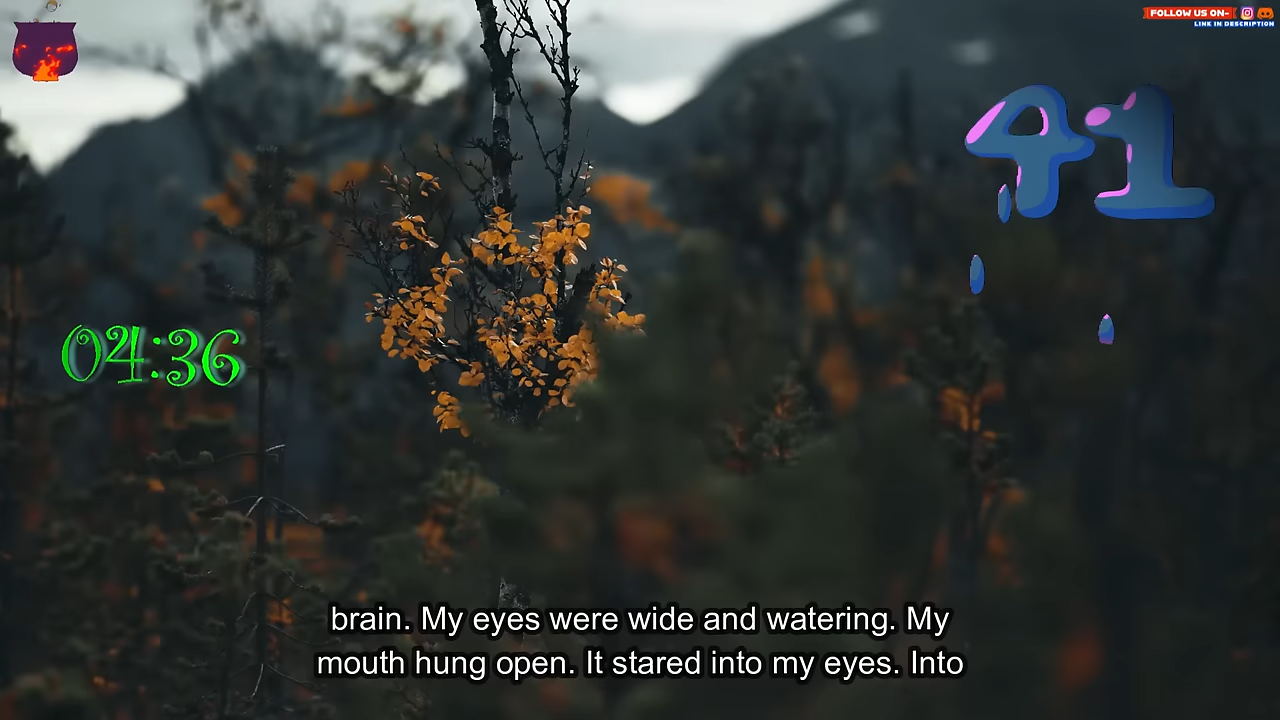 FOLLOW US ON-
LINK IN DESCRIPTION
41
04:36
brain. My eyes were wide and watering. My
mouth hung open. It stared into my eyes. Into